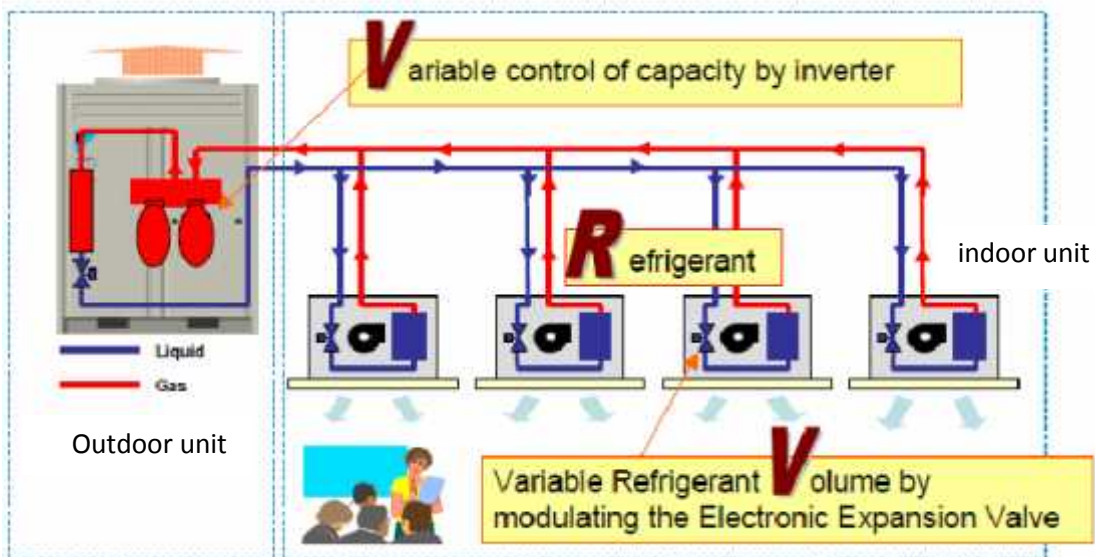 Variable control of capacity by inverter
Refrigerant
indoor unit
Liquid
Gas
Outdoor unit
Variable Refrigerant Volume by
modulating the Electronic Expansion Valve